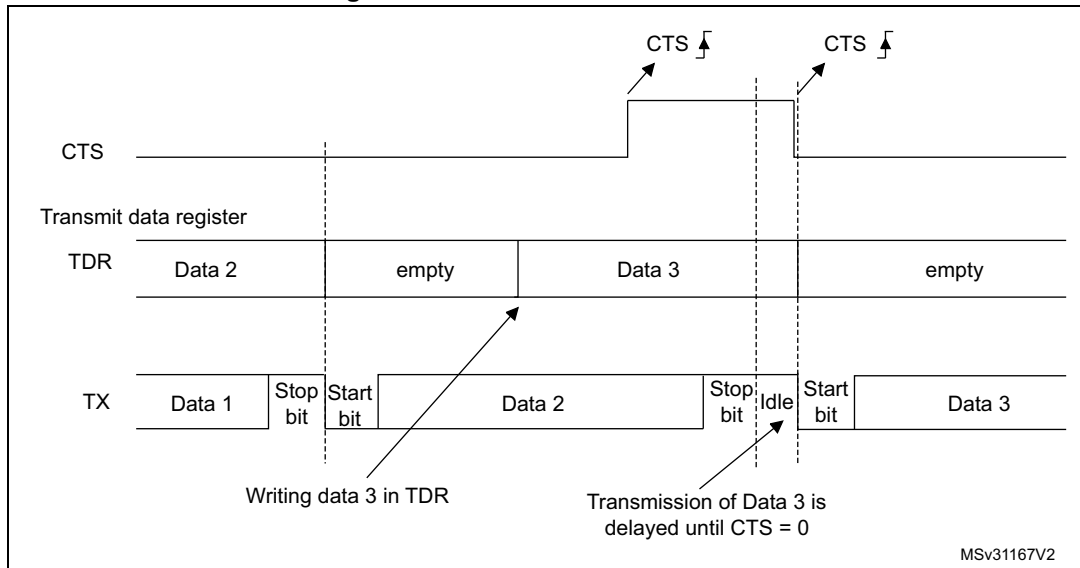 CTS CTS
CTS
Transmit data register
TDR Data 2 empty Data 3 empty
TX Data 1 Stop bit Start bit Data 2 Stop bit Idle Start bit Data 3
Writing data 3 in TDR
Transmission of Data 3 is
delayed until CTS = 0
MSv31167V2